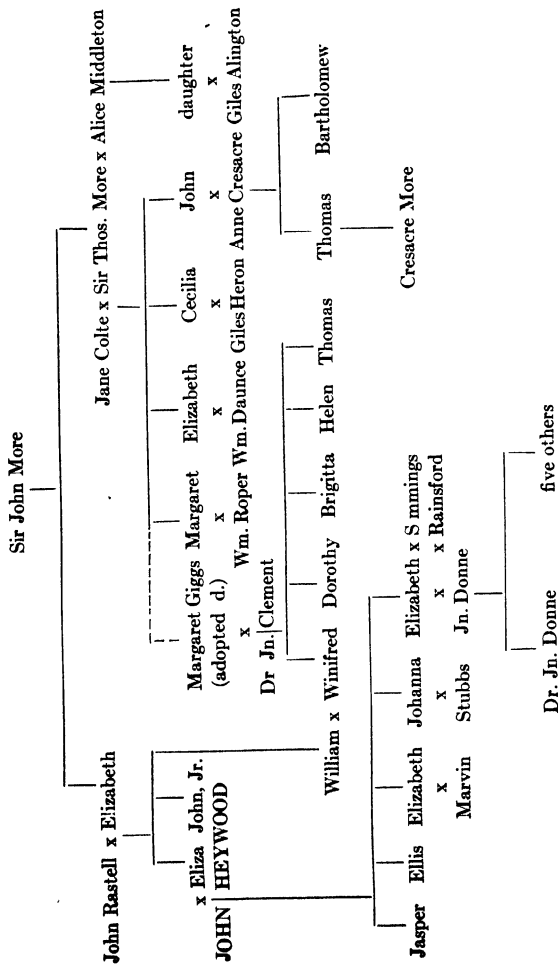 Sir John More
John Rastell x Elizabeth Jane Colte x Sir Thos. More x Alice Middleton
Margaret Giggs Margaret Elizabeth Cecilia John daughter
(adopted d.) x x x x x
x Wm. Roper Wm. Daunce Giles Heron Anne Cresacre Giles Alington
Dr Jn. Clement
x Eliza John, Jr.
JOHN HEYWOOD
William x Winifred Dorothy Brigitta Helen Thomas Thomas Bartholomew
Jasper Ellis Elizabeth Johanna Elizabeth x S mmings
x x x x Rainsford
Marvin Stubbs Jn. Donne
Cresacre More
Dr. Jn. Donne five others